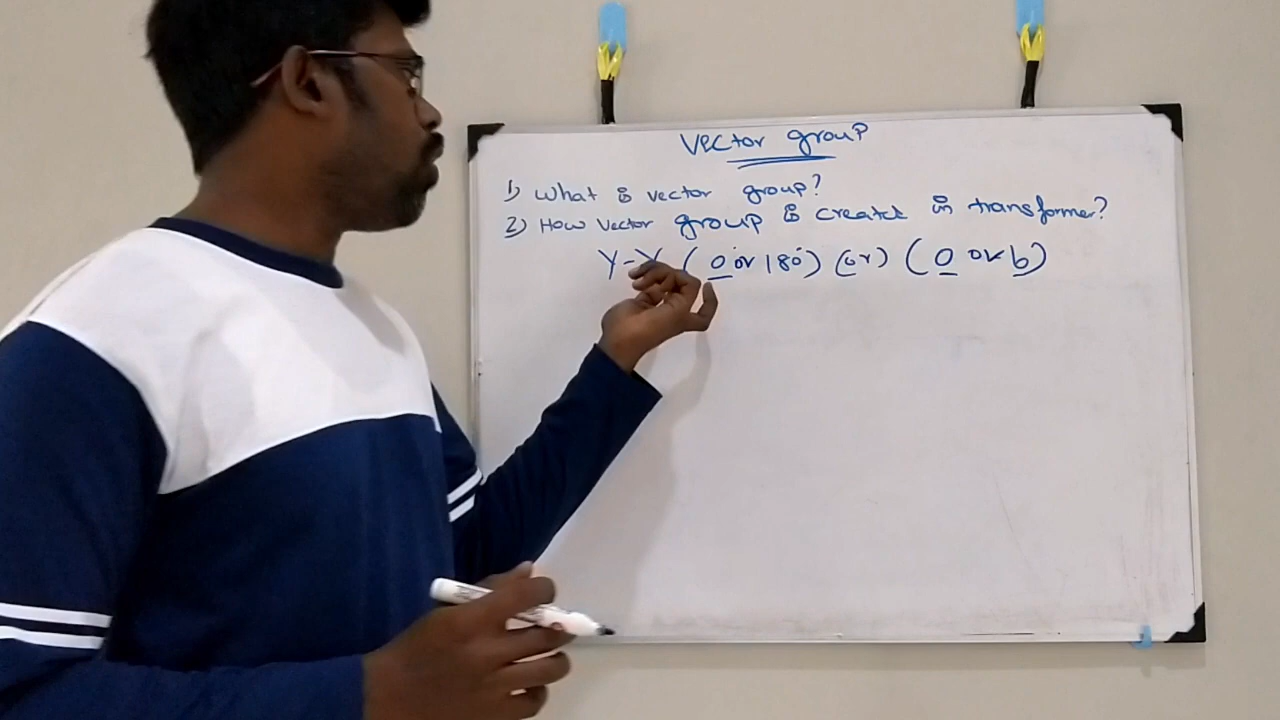 Vector group
1) What is vector group?
2) How vector group is create in transformer?
Y-Y (0° or 180°) (or) (0 or 6)